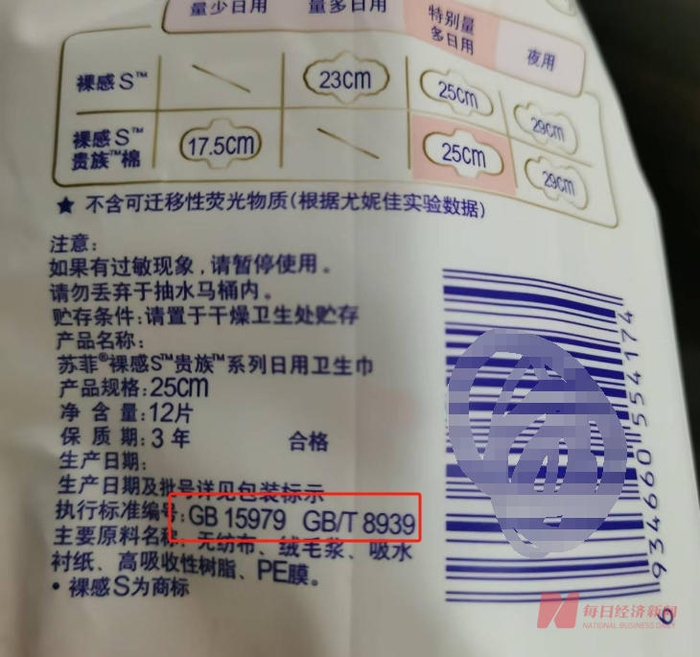 量少日用 量多日用 特别量多日用 夜用
裸感S™ 23cm 25cm 29cm
裸感S™贵族™棉 17.5cm 25cm 29cm
★ 不含可迁移性荧光物质(根据尤妮佳实验数据)
注意:
如果有过敏现象,请暂停使用。
请勿丢弃于抽水马桶内。
贮存条件:请置于干燥卫生处贮存
产品名称:
苏菲®裸感S™贵族™系列日用卫生巾
产品规格:25cm
净含量:12片
保质期:3年 合格
生产日期:
生产日期及批号详见包装标示
执行标准编号:GB 15979 GB/T 8939
主要原料名称:无纺布、绒毛浆、吸水
衬纸、高吸收性树脂、PE膜。
• 裸感S为商标
6 934660 554174
每日经济新闻
NATIONAL BUSINESS DAILY